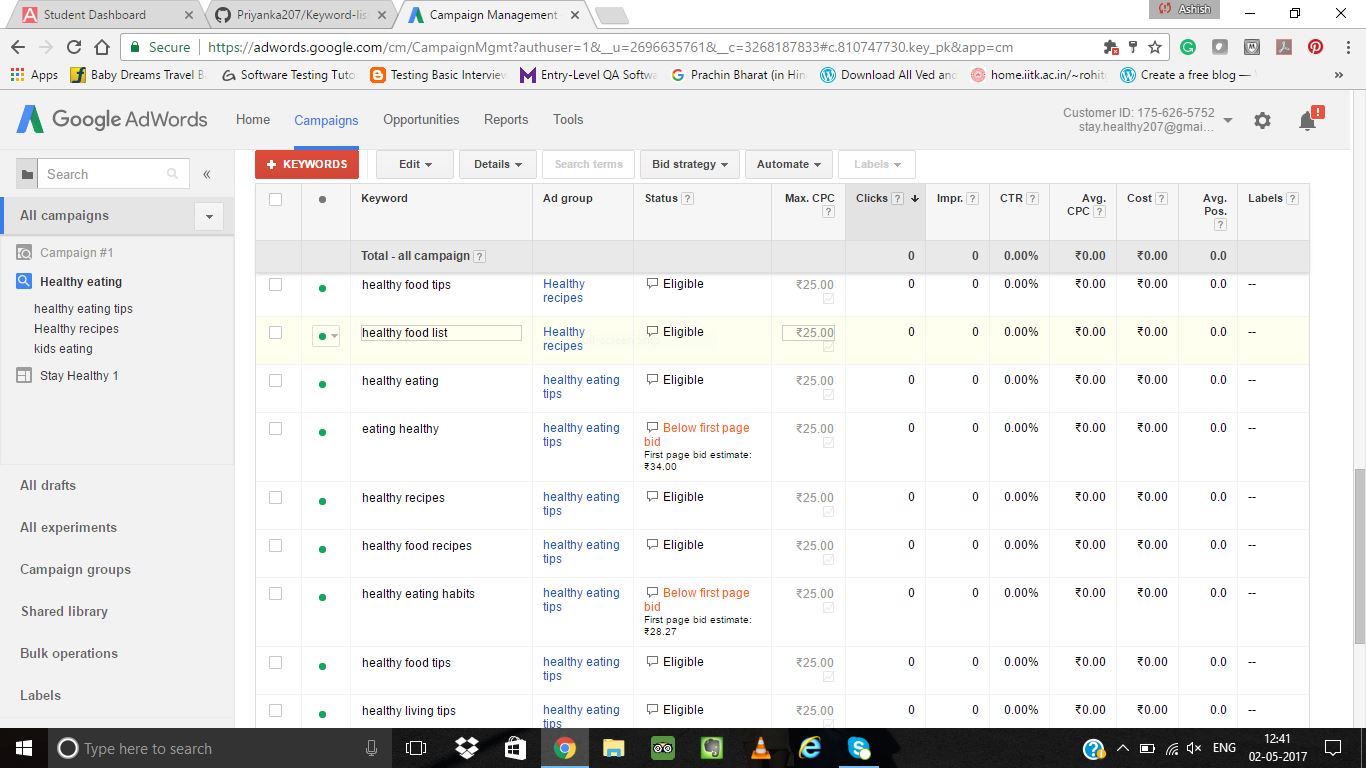 Student Dashboard
Priyanka207/Keyword-lis
Campaign Management
Ashish
Secure
https://adwords.google.com/cm/CampaignMgmt?authuser=1&__u=2696635761&__c=3268187833#c.810747730.key_pk&app=cm
Apps
Baby Dreams Travel B
Software Testing Tuto
Testing Basic Interview
Entry-Level QA Softwa
Prachin Bharat (in Hin
Download All Ved and
home.iitk.ac.in/~rohit
Create a free blog —
Google AdWords
Home
Campaigns
Opportunities
Reports
Tools
Customer ID: 175-626-5752
stay.healthy207@gmai...
Search
All campaigns
Campaign #1
Healthy eating
healthy eating tips
Healthy recipes
kids eating
Stay Healthy 1
All drafts
All experiments
Campaign groups
Shared library
Bulk operations
Labels
+ KEYWORDS
Edit
Details
Search terms
Bid strategy
Automate
Labels
Keyword
Ad group
Status ?
Max. CPC ?
Clicks ?
Impr. ?
CTR ?
Avg. CPC ?
Cost ?
Avg. Pos. ?
Labels ?
Total - all campaign ? 0 0 0.00% ₹0.00 ₹0.00 0.0
healthy food tips Healthy recipes Eligible ₹25.00 0 0 0.00% ₹0.00 ₹0.00 0.0 --
healthy food list Healthy recipes Eligible ₹25.00 0 0 0.00% ₹0.00 ₹0.00 0.0 --
healthy eating healthy eating tips Eligible ₹25.00 0 0 0.00% ₹0.00 ₹0.00 0.0 --
eating healthy healthy eating tips Below first page bid ₹25.00 0 0 0.00% ₹0.00 ₹0.00 0.0 --
First page bid estimate:
₹34.00
healthy recipes healthy eating tips Eligible ₹25.00 0 0 0.00% ₹0.00 ₹0.00 0.0 --
healthy food recipes healthy eating tips Eligible ₹25.00 0 0 0.00% ₹0.00 ₹0.00 0.0 --
healthy eating habits healthy eating tips Below first page bid ₹25.00 0 0 0.00% ₹0.00 ₹0.00 0.0 --
First page bid estimate:
₹28.27
healthy food tips healthy eating tips Eligible ₹25.00 0 0 0.00% ₹0.00 ₹0.00 0.0 --
healthy living tips healthy eating tips Eligible ₹25.00 0 0 0.00% ₹0.00 ₹0.00 0.0 --
Type here to search
ENG
12:41
02-05-2017